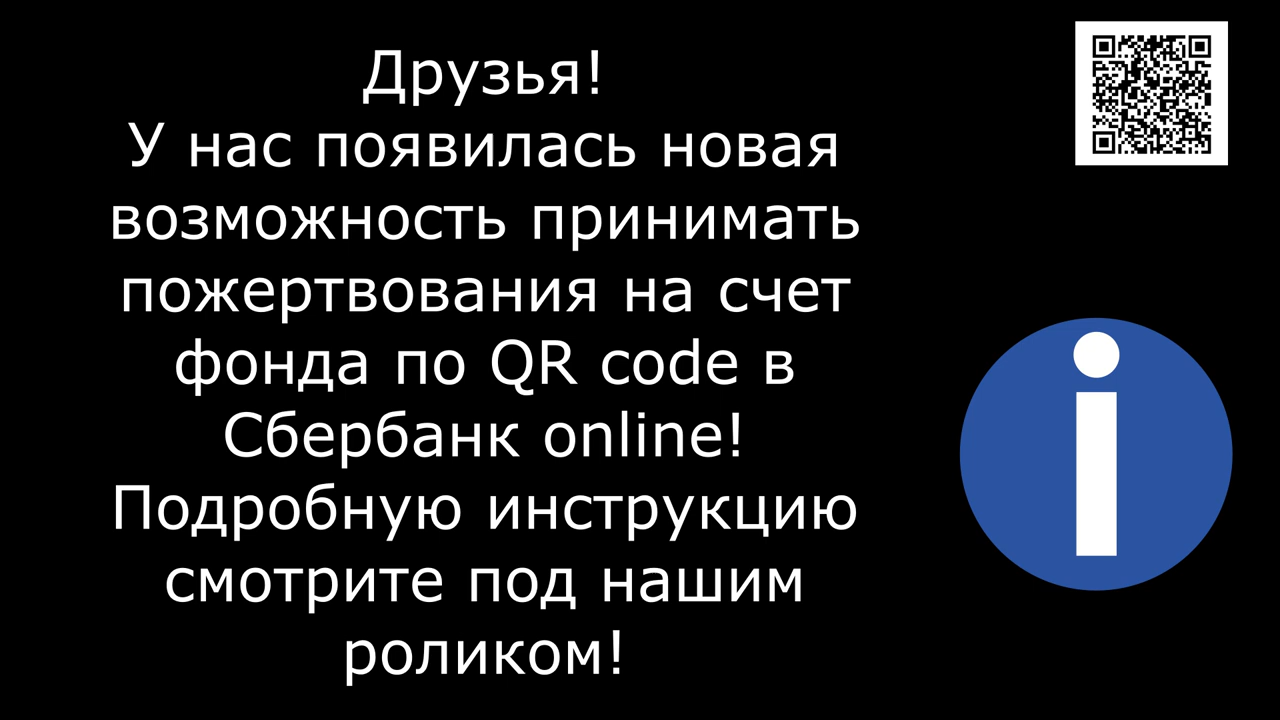 Друзья!
У нас появилась новая
возможность принимать
пожертвования на счет
фонда по QR code в
Сбербанк online!
Подробную инструкцию
смотрите под нашим
роликом!
i